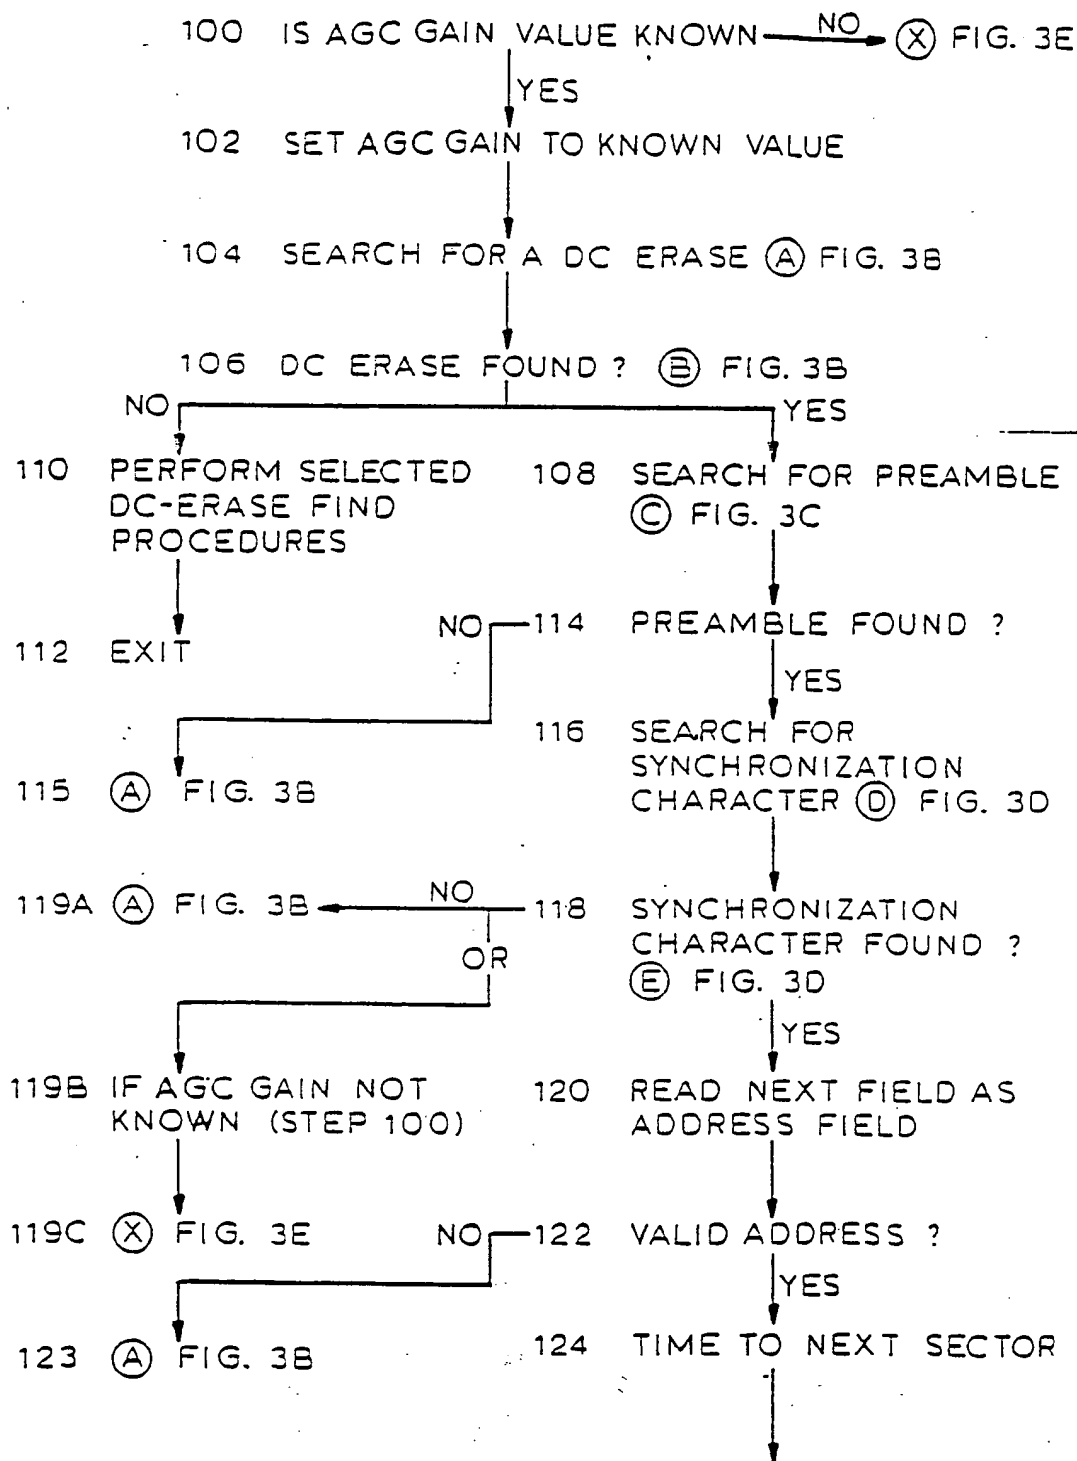 100 IS AGC GAIN VALUE KNOWN NO X FIG. 3E
YES
102 SET AGC GAIN TO KNOWN VALUE
104 SEARCH FOR A DC ERASE A FIG. 3B
106 DC ERASE FOUND ? B FIG. 3B
NO YES
110 PERFORM SELECTED
DC-ERASE FIND
PROCEDURES
108 SEARCH FOR PREAMBLE
C FIG. 3C
112 EXIT
NO 114 PREAMBLE FOUND ?
YES
115 A FIG. 3B
116 SEARCH FOR
SYNCHRONIZATION
CHARACTER D FIG. 3D
119A A FIG. 3B NO 118 SYNCHRONIZATION
CHARACTER FOUND ?
E FIG. 3D
OR
YES
119B IF AGC GAIN NOT
KNOWN (STEP 100)
120 READ NEXT FIELD AS
ADDRESS FIELD
119C X FIG. 3E
NO 122 VALID ADDRESS ?
YES
123 A FIG. 3B
124 TIME TO NEXT SECTOR